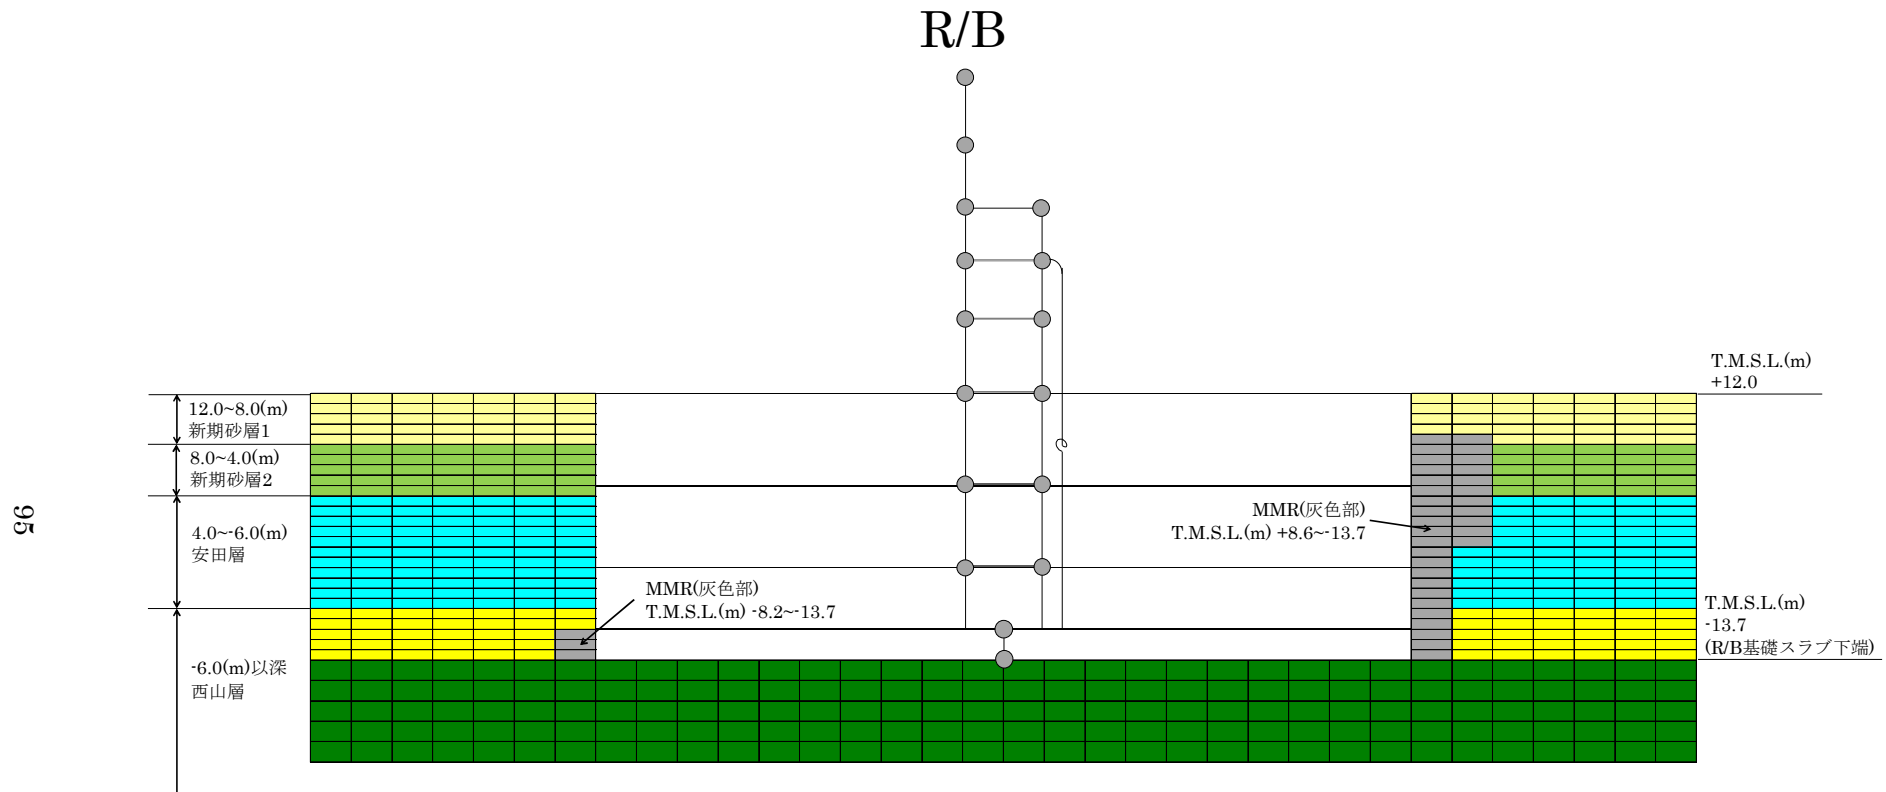 R/B
T.M.S.L.(m)
+12.0
12.0~8.0(m)
新期砂層1
8.0~4.0(m)
新期砂層2
4.0~-6.0(m)
安田層
MMR(灰色部)
T.M.S.L.(m) +8.6~-13.7
MMR(灰色部)
T.M.S.L.(m) -8.2~-13.7
T.M.S.L.(m)
-13.7
(R/B基礎スラブ下端)
-6.0(m)以深
西山層
95